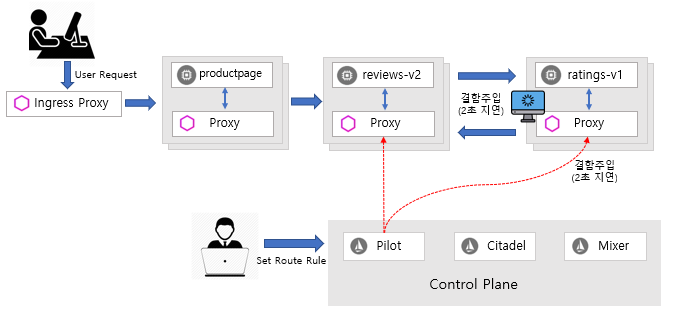 User Request
Ingress Proxy
productpage
Proxy
reviews-v2
Proxy
결함주입
(2초 지연)
ratings-v1
Proxy
결함주입
(2초 지연)
Set Route Rule
Pilot
Citadel
Mixer
Control Plane